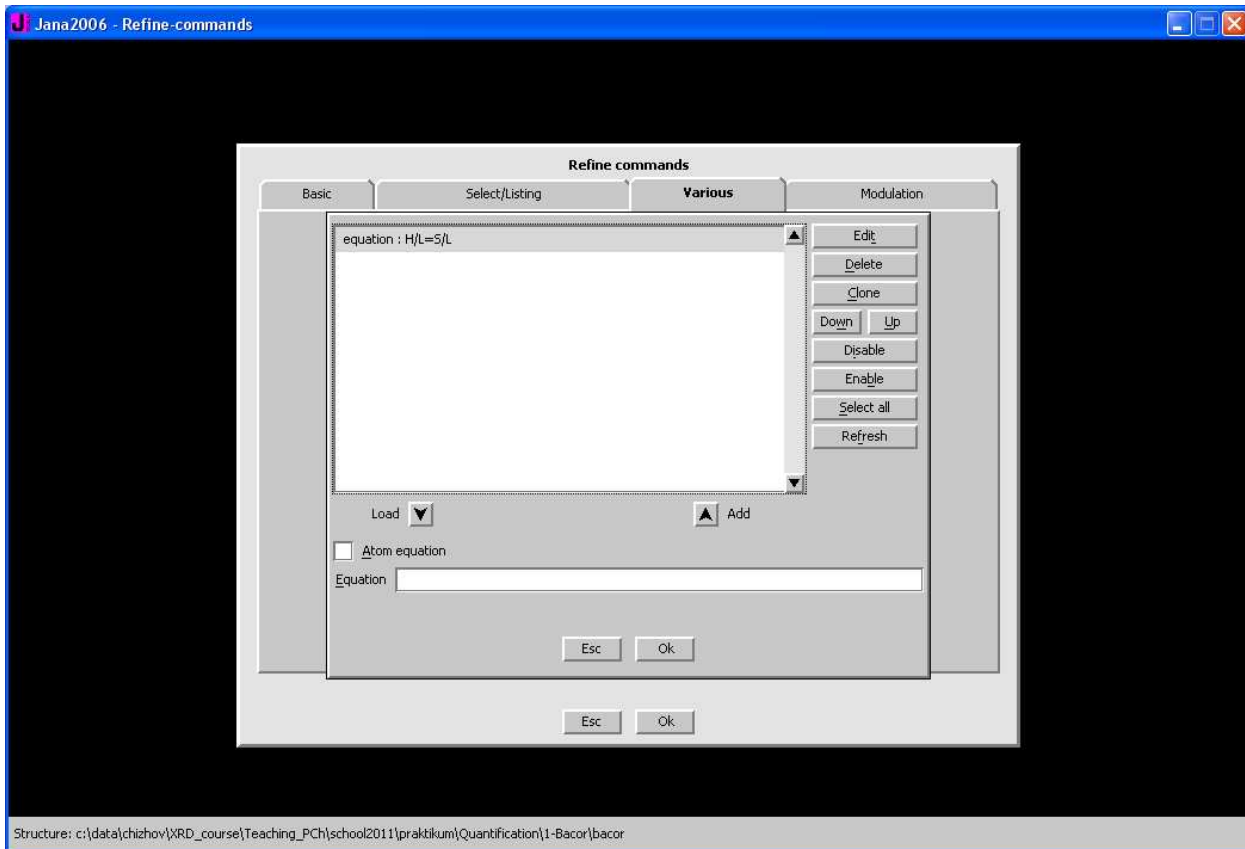 Jana2006 - Refine-commands
Refine commands
Basic Select/Listing Various Modulation
equation : H/L=S/L
Edit
Delete
Clone
Down Up
Disable
Enable
Select all
Refresh
Load Add
Atom equation
Equation
Esc Ok
Esc Ok
Structure: c:\data\chizhov\XRD_course\Teaching_PCh\school2011\praktikum\Quantification\1-Bacor\bacor